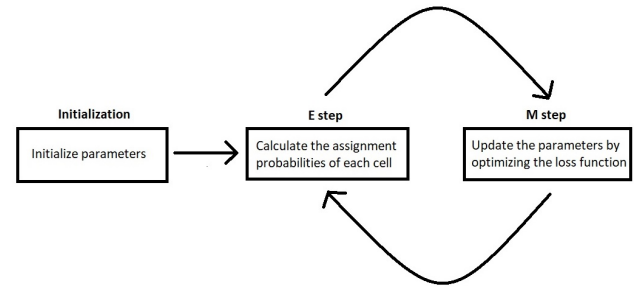 Initialization
Initialize parameters
E step
Calculate the assignment
probabilities of each cell
M step
Update the parameters by
optimizing the loss function